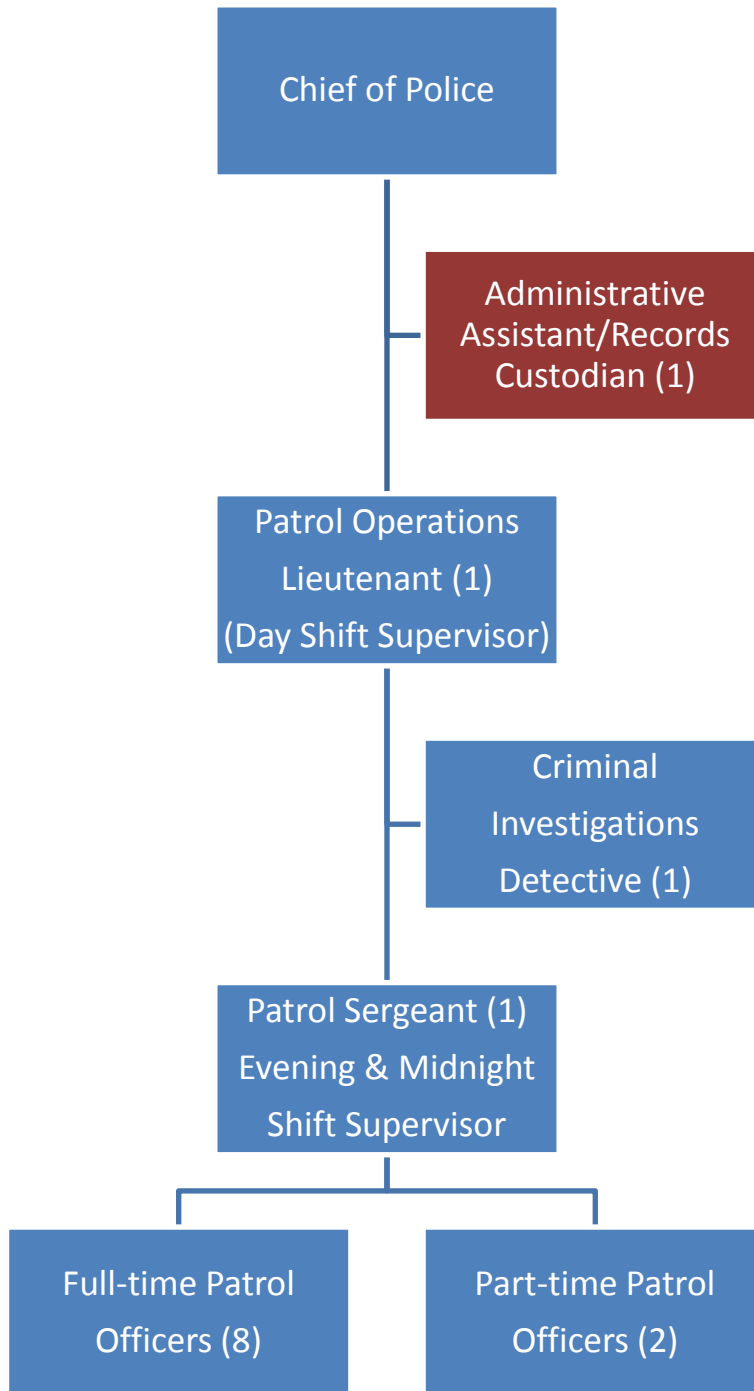 Chief of Police
Administrative
Assistant/Records
Custodian (1)
Patrol Operations
Lieutenant (1)
(Day Shift Supervisor)
Criminal
Investigations
Detective (1)
Patrol Sergeant (1)
Evening & Midnight
Shift Supervisor
Full-time Patrol
Officers (8)
Part-time Patrol
Officers (2)